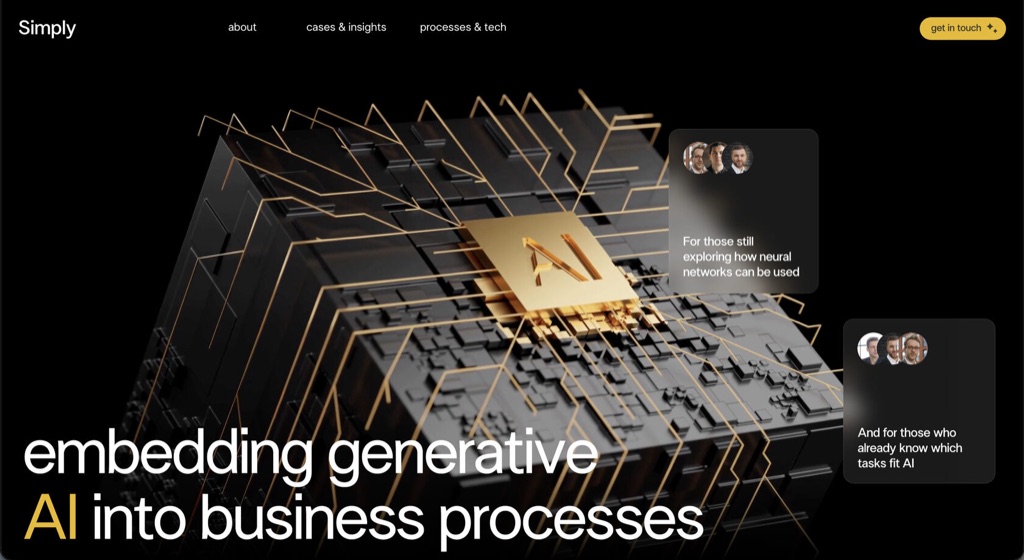 Simply
about
cases & insights
processes & tech
get in touch
AI
For those still
exploring how neural
networks can be used
And for those who
already know which
tasks fit AI
embedding generative
AI into business processes